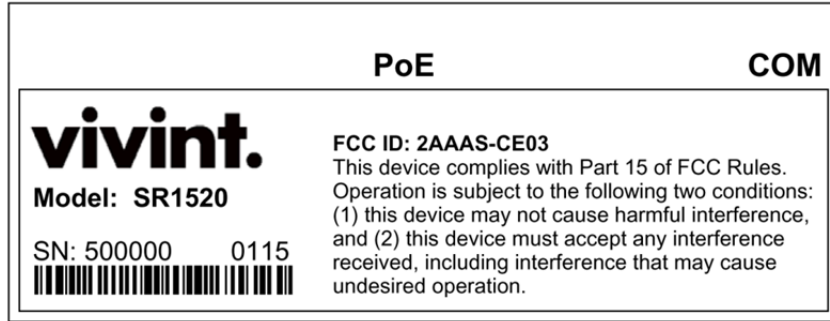 PoE COM
vivint.
Model: SR1520
SN: 500000 0115
FCC ID: 2AAAS-CE03
This device complies with Part 15 of FCC Rules.
Operation is subject to the following two conditions:
(1) this device may not cause harmful interference,
and (2) this device must accept any interference
received, including interference that may cause
undesired operation.